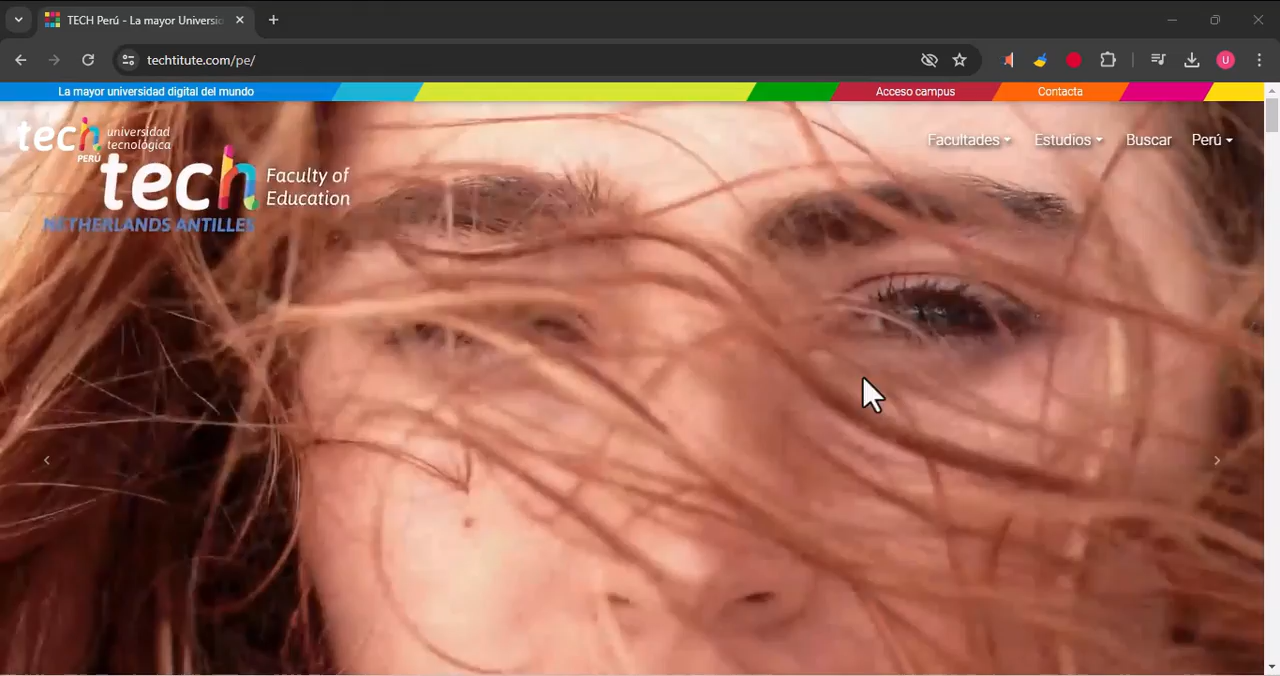 TECH Perú - La mayor Universi
techtitute.com/pe/
U
La mayor universidad digital del mundo
Acceso campus
Contacta
tech universidad tecnológica
PERÚ
Facultades
Estudios
Buscar
Perú
tech Faculty of Education
NETHERLANDS ANTILLES